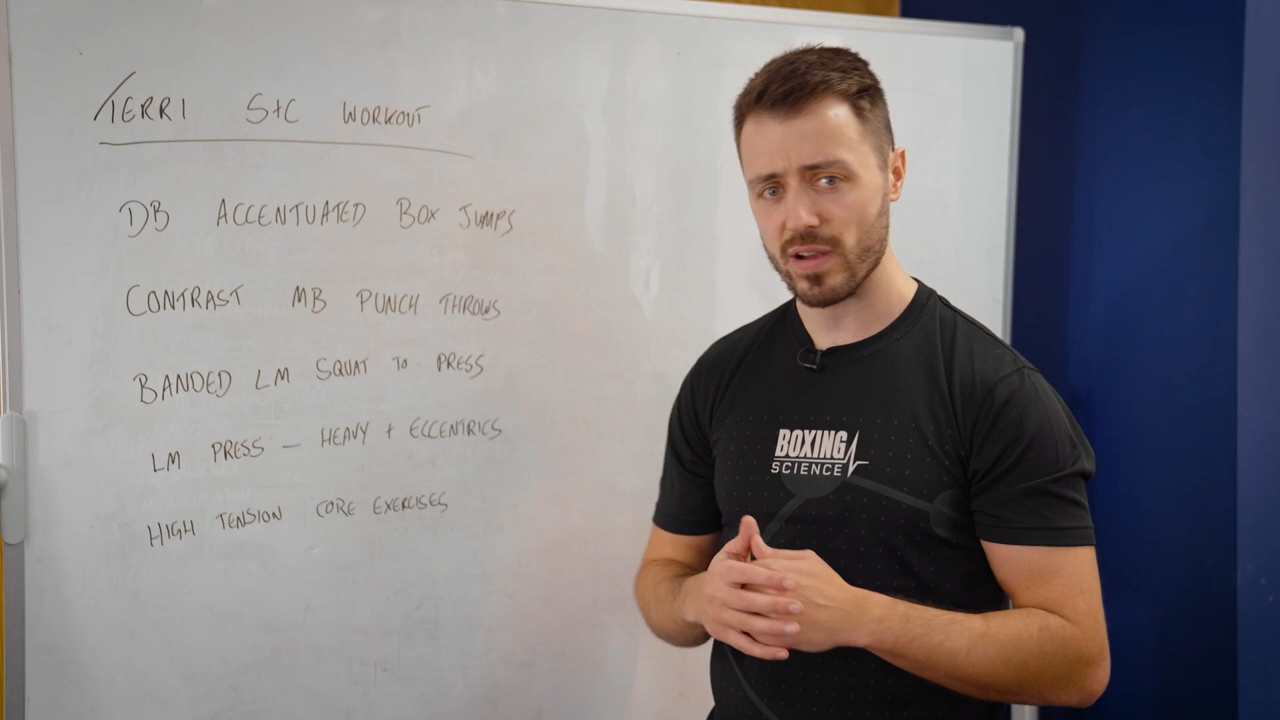 TERRI S+C WORKOUT
DB ACCENTUATED BOX JUMPS
CONTRAST MB PUNCH THROWS
BANDED LM SQUAT TO PRESS
LM PRESS – HEAVY + ECCENTRICS
HIGH TENSION CORE EXERCISES
BOXING
SCIENCE